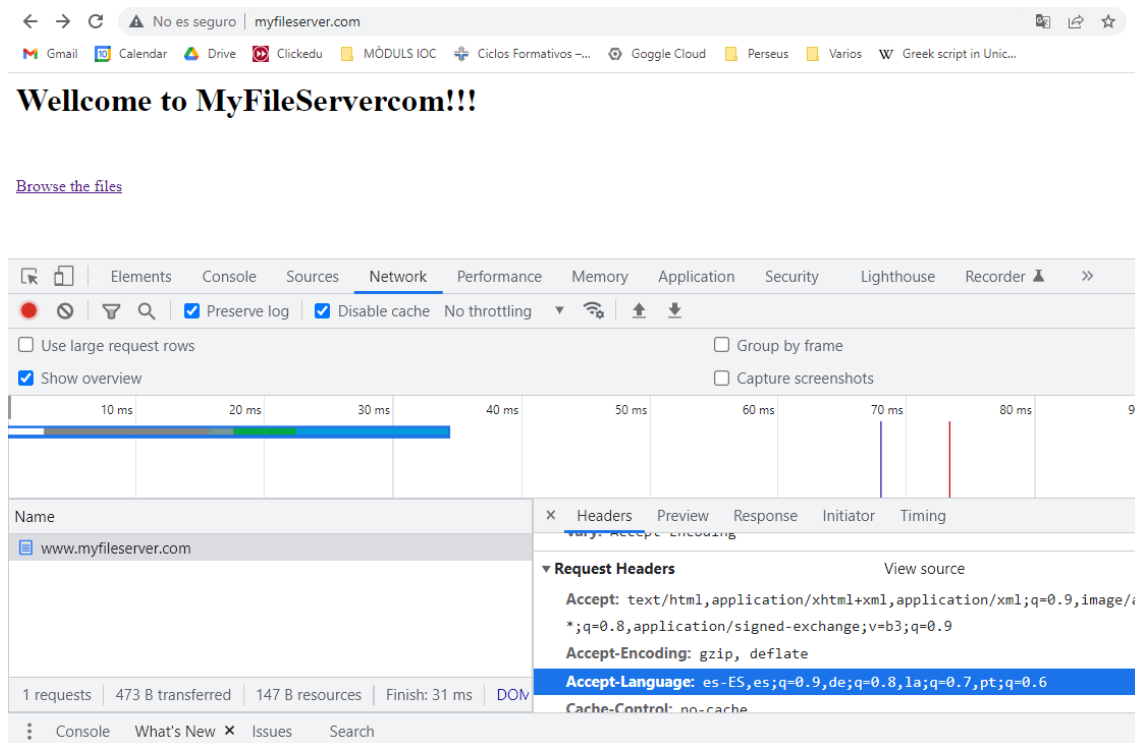 No es seguro | myfileserver.com
Gmail Calendar Drive Clickedu MÒDULS IOC Ciclos Formativos –... Goggle Cloud Perseus Varios Greek script in Unic...
Wellcome to MyFileServercom!!!
Browse the files
Elements Console Sources Network Performance Memory Application Security Lighthouse Recorder »
Preserve log Disable cache No throttling
Use large request rows Group by frame
Show overview Capture screenshots
10 ms 20 ms 30 ms 40 ms 50 ms 60 ms 70 ms 80 ms 9
Name × Headers Preview Response Initiator Timing
www.myfileserver.com Vary: Accept-Encoding
Request Headers View source
Accept: text/html,application/xhtml+xml,application/xml;q=0.9,image/a
*;q=0.8,application/signed-exchange;v=b3;q=0.9
Accept-Encoding: gzip, deflate
Accept-Language: es-ES,es;q=0.9,de;q=0.8,la;q=0.7,pt;q=0.6
1 requests 473 B transferred 147 B resources Finish: 31 ms DOM
Cache-Control: no-cache
Console What's New × Issues Search